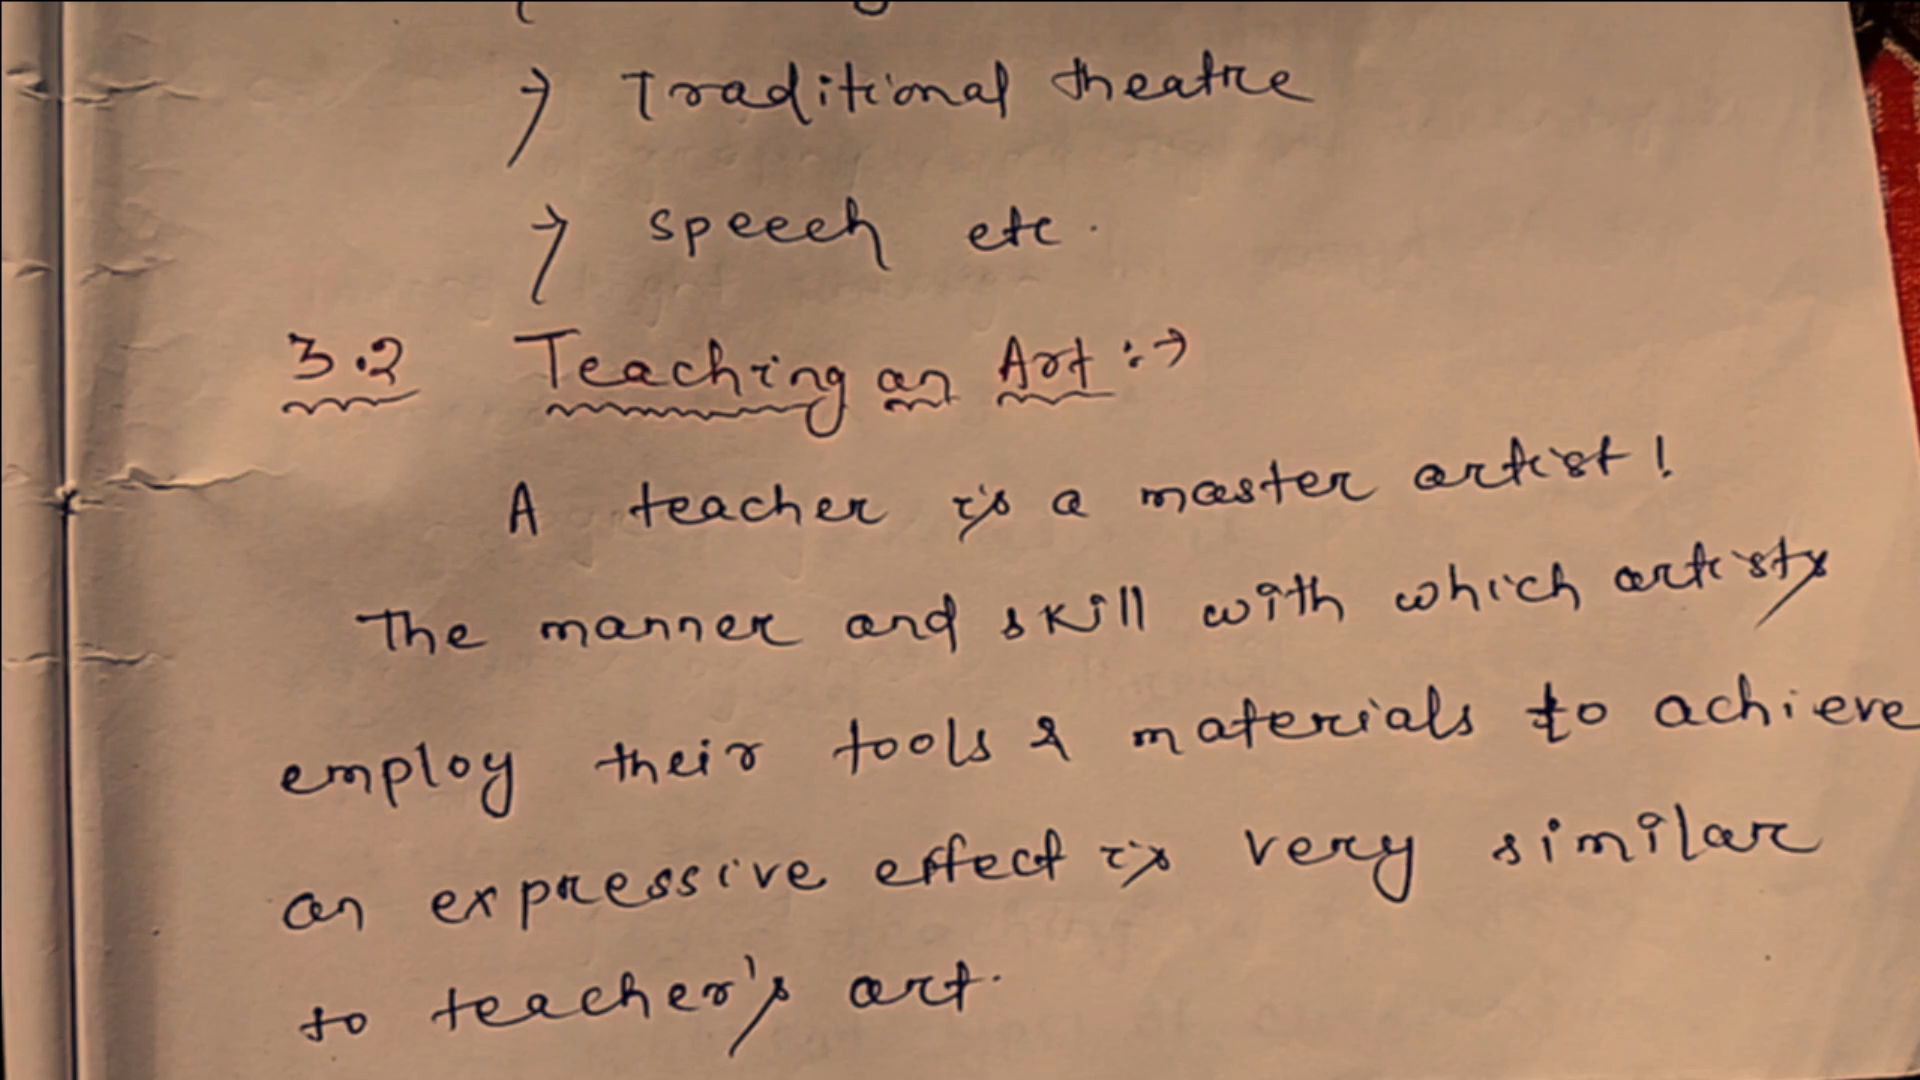 → Traditional theatre
→ speech etc.
3.2 Teaching an Art :→
A teacher is a master artist!
The manner and skill with which artists
employ their tools & materials to achieve
an expressive effect is very similar
to teacher's art.